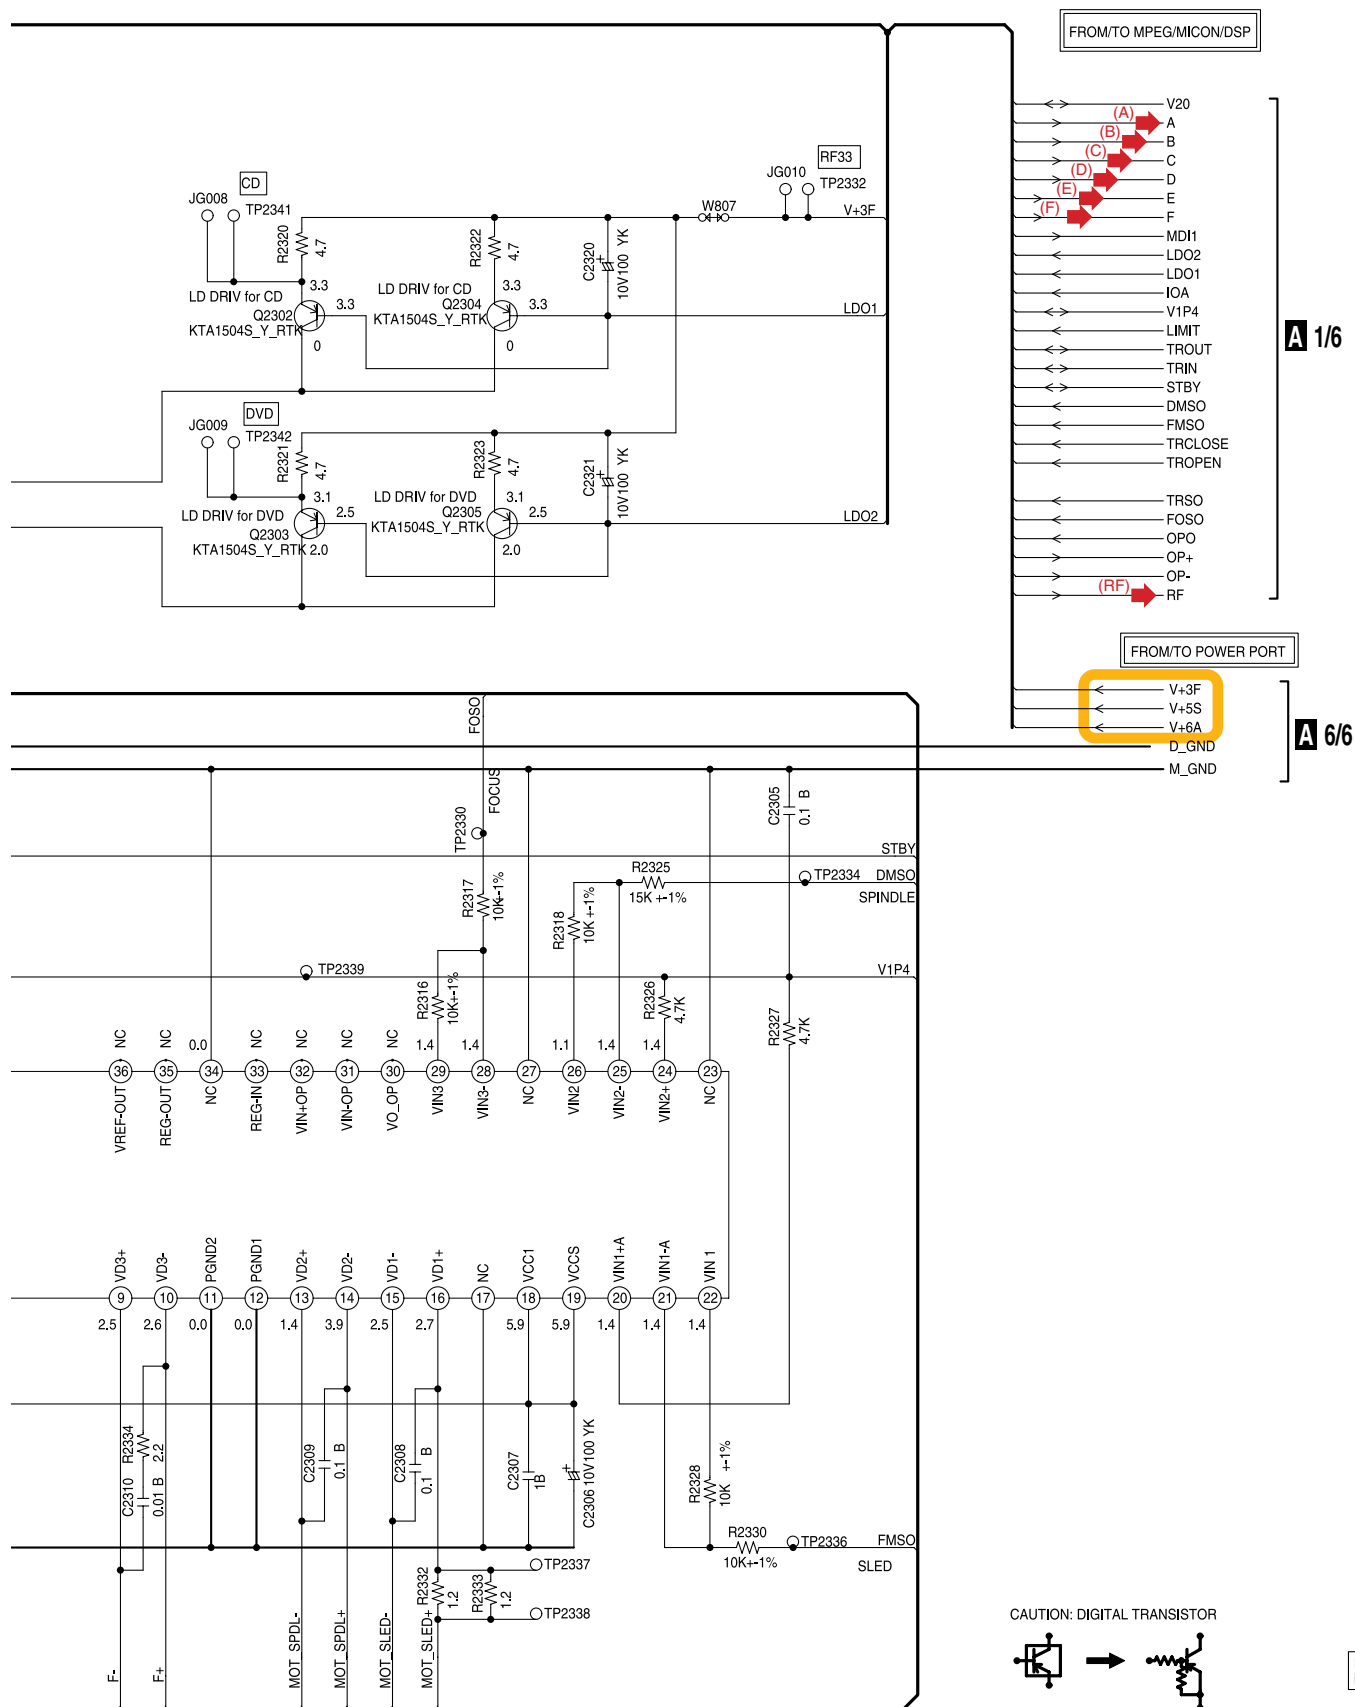 FROM/TO MPEG/MICON/DSP
V20
(A) A
(B) B
(C) C
(D) D
(E) E
(F) F
MDI1
LDO2
LDO1
IOA
V1P4
LIMIT
TROUT
TRIN
STBY
DMSO
FMSO
TRCLOSE
TROPEN
TRSO
FOSO
OPO
OP+
OP-
(RF) RF
A 1/6
RF33
JG010 TP2332
W807
V+3F
CD
JG008 TP2341
R2320 4.7
R2322 4.7
C2320 10V100 YK
3.3
3.3
LD DRIV for CD
Q2302
KTA1504S_Y_RTK
3.3
0
LD DRIV for CD
Q2304
KTA1504S_Y_RTK
3.3
0
LDO1
DVD
JG009 TP2342
R2321 4.7
R2323 4.7
C2321 10V100 YK
3.1
3.1
LD DRIV for DVD
Q2303
KTA1504S_Y_RTK
2.5
2.0
LD DRIV for DVD
Q2305
KTA1504S_Y_RTK
2.5
2.0
LDO2
FROM/TO POWER PORT
V+3F
V+5S
V+6A
D_GND
M_GND
A 6/6
FOSO
FOCUS
TP2330
C2305 0.1 B
STBY
R2325
15K +-1%
TP2334 DMSO
SPINDLE
R2317 10K+-1%
R2318 10K +-1%
TP2339
V1P4
R2316 10K+-1%
R2326 4.7K
R2327 4.7K
NC NC 0.0 NC NC NC NC 1.4 1.4 NC 1.1 1.4 1.4 NC
36 35 34 33 32 31 30 29 28 27 26 25 24 23
VREF-OUT REG-OUT NC REG-IN VIN+OP VIN-OP VO_OP VIN3 VIN3- NC VIN2 VIN2- VIN2+ NC
VD3+ VD3- PGND2 PGND1 VD2+ VD2- VD1- VD1+ NC VCC1 VCCS VIN1+A VIN1-A VIN 1
9 10 11 12 13 14 15 16 17 18 19 20 21 22
2.5 2.6 0.0 0.0 1.4 3.9 2.5 2.7 5.9 5.9 1.4 1.4 1.4
R2334 2.2
C2310 0.01 B
C2309 0.1 B
C2308 0.1 B
C2307 1B
C2306 10V100 YK
R2328 10K +-1%
R2330
10K+-1%
TP2336 FMSO
SLED
TP2337
R2332 1.2
R2333 1.2
TP2338
F-
F+
MOT_SPDL-
MOT_SPDL+
MOT_SLED-
MOT_SLED+
CAUTION: DIGITAL TRANSISTOR